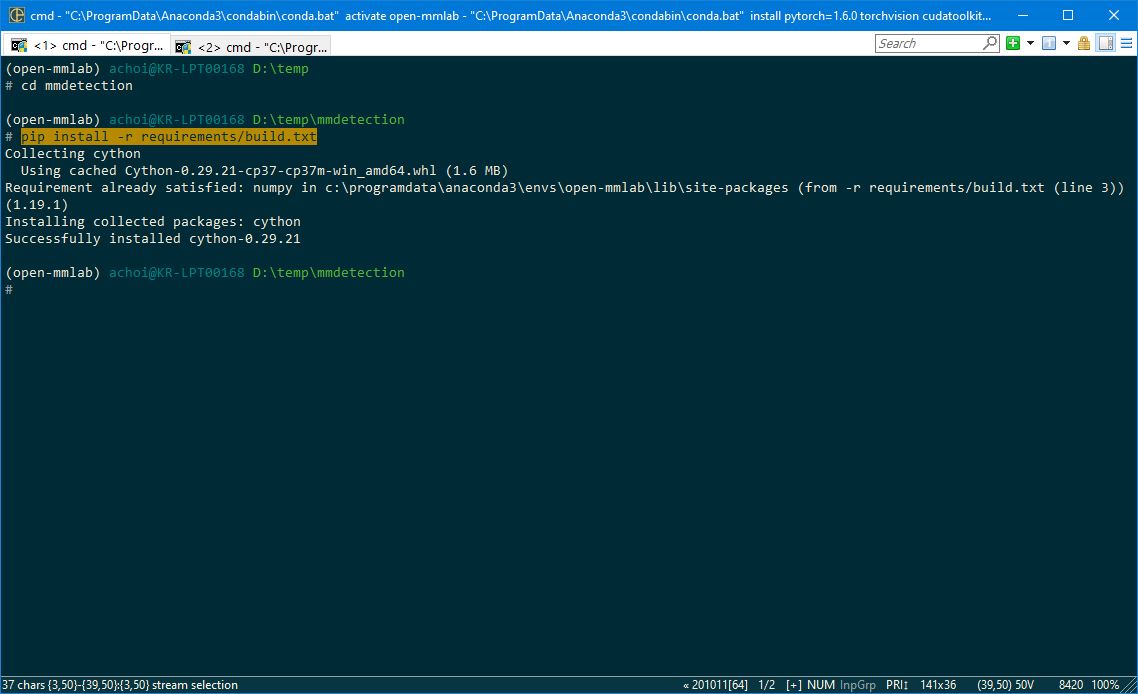 cmd - "C:\ProgramData\Anaconda3\condabin\conda.bat" activate open-mmlab - "C:\ProgramData\Anaconda3\condabin\conda.bat" install pytorch=1.6.0 torchvision cudatoolkit...
<1> cmd - "C:\Progr... <2> cmd - "C:\Progr... Search
(open-mmlab) achoi@KR-LPT00168 D:\temp
# cd mmdetection
(open-mmlab) achoi@KR-LPT00168 D:\temp\mmdetection
# pip install -r requirements/build.txt
Collecting cython
  Using cached Cython-0.29.21-cp37-cp37m-win_amd64.whl (1.6 MB)
Requirement already satisfied: numpy in c:\programdata\anaconda3\envs\open-mmlab\lib\site-packages (from -r requirements/build.txt (line 3))
(1.19.1)
Installing collected packages: cython
Successfully installed cython-0.29.21
(open-mmlab) achoi@KR-LPT00168 D:\temp\mmdetection
#
37 chars {3,50}-{39,50}:{3,50} stream selection « 201011[64] 1/2 [+] NUM InpGrp PRI↕ 141x36 (39,50) 50V 8420 100%